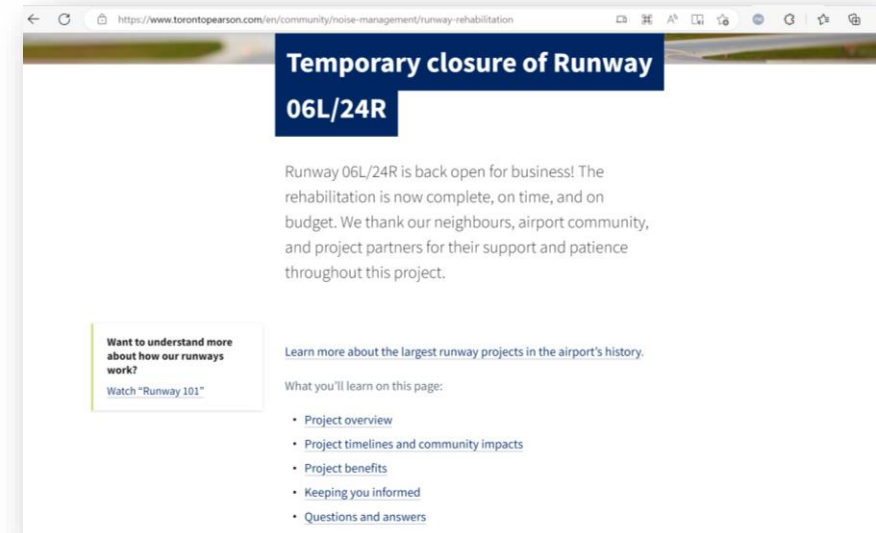 https://www.torontopearson.com/en/community/noise-management/runway-rehabilitation
Temporary closure of Runway
06L/24R
Runway 06L/24R is back open for business! The
rehabilitation is now complete, on time, and on
budget. We thank our neighbours, airport community,
and project partners for their support and patience
throughout this project.
Want to understand more
about how our runways
work?
Watch “Runway 101”
Learn more about the largest runway projects in the airport’s history.
What you’ll learn on this page:
• Project overview
• Project timelines and community impacts
• Project benefits
• Keeping you informed
• Questions and answers